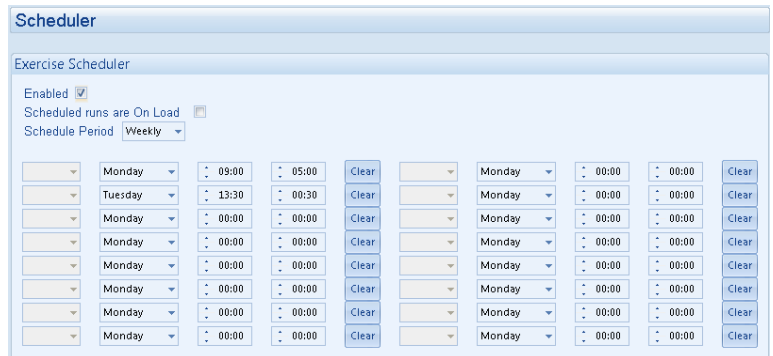 Scheduler
Exercise Scheduler
Enabled
Scheduled runs are On Load
Schedule Period Weekly
Monday 09:00 05:00 Clear Monday 00:00 00:00 Clear
Tuesday 13:30 00:30 Clear Monday 00:00 00:00 Clear
Monday 00:00 00:00 Clear Monday 00:00 00:00 Clear
Monday 00:00 00:00 Clear Monday 00:00 00:00 Clear
Monday 00:00 00:00 Clear Monday 00:00 00:00 Clear
Monday 00:00 00:00 Clear Monday 00:00 00:00 Clear
Monday 00:00 00:00 Clear Monday 00:00 00:00 Clear
Monday 00:00 00:00 Clear Monday 00:00 00:00 Clear